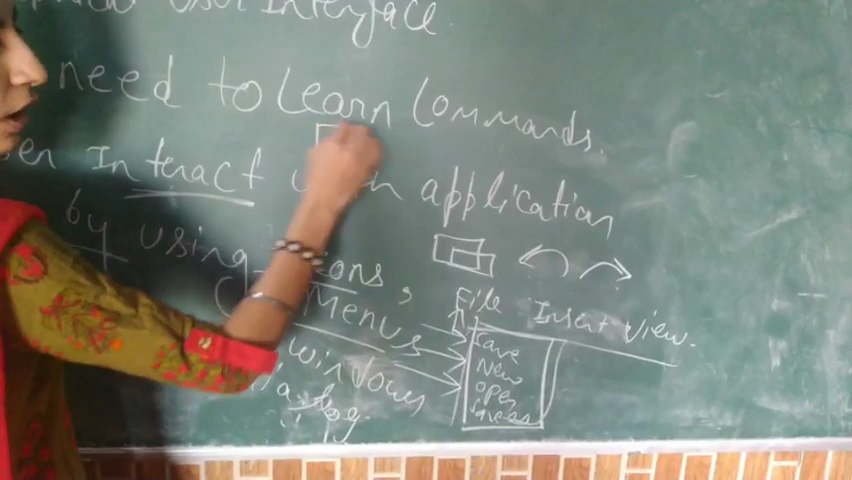 User Interface.
need to learn Commands.
Interact with application
by using Icons,
Menus
windows
File Insert view.
Save
New
open